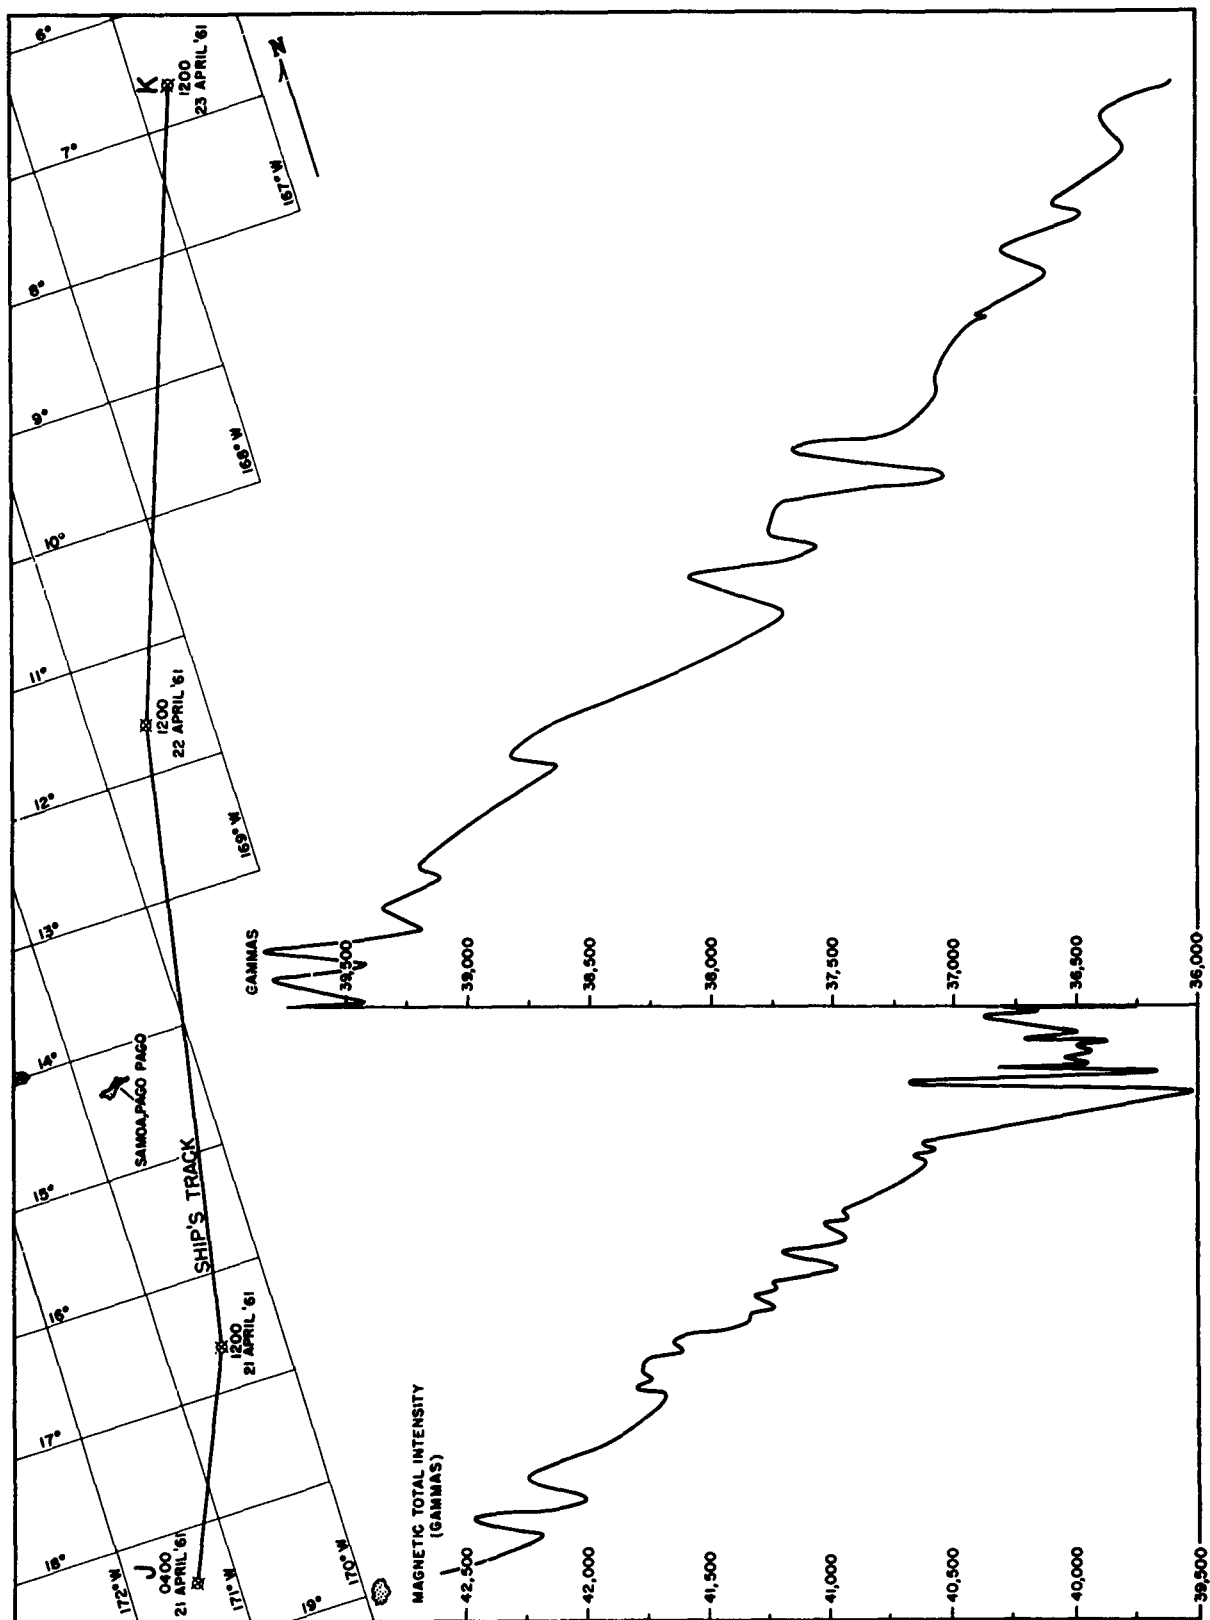 6°
7°
8°
9°
10°
11°
12°
13°
14°
15°
16°
17°
18°
19°
167° W
168° W
169° W
170° W
171° W
172° W
N
K
1200
23 APRIL '61
1200
22 APRIL '61
SAMOA, PAGO PAGO
SHIP'S TRACK
1200
21 APRIL '61
J
0400
21 APRIL '61
GAMMAS
39,500
39,000
38,500
38,000
37,500
37,000
36,500
36,000
MAGNETIC TOTAL INTENSITY
(GAMMAS)
42,500
42,000
41,500
41,000
40,500
40,000
39,500